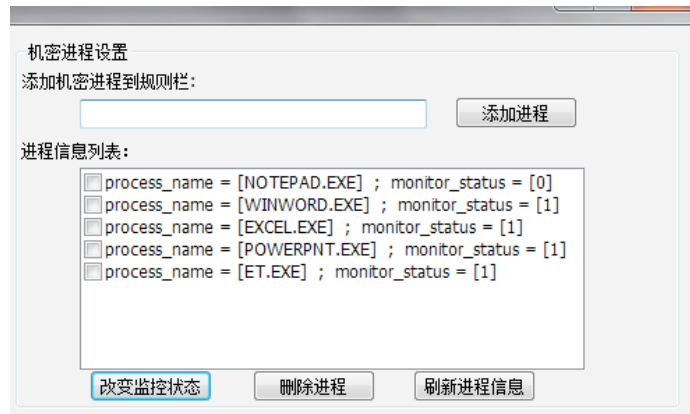 机密进程设置
添加机密进程到规则栏：
添加进程
进程信息列表：
process_name = [NOTEPAD.EXE] ; monitor_status = [0]
process_name = [WINWORD.EXE] ; monitor_status = [1]
process_name = [EXCEL.EXE] ; monitor_status = [1]
process_name = [POWERPNT.EXE] ; monitor_status = [1]
process_name = [ET.EXE] ; monitor_status = [1]
改变监控状态 删除进程 刷新进程信息